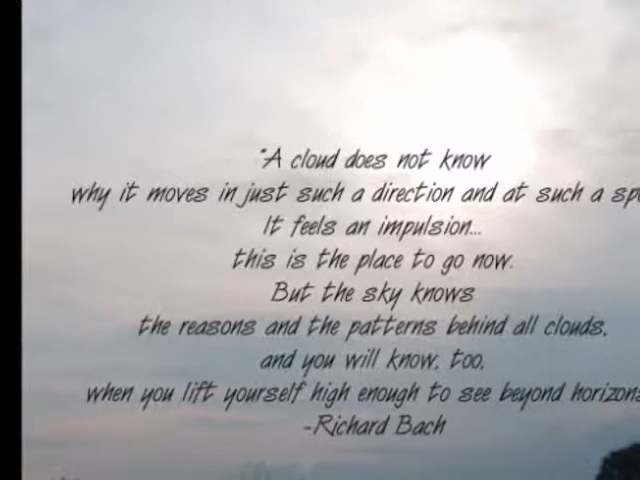 "A cloud does not know
why it moves in just such a direction and at such a
It feels an impulsion...
this is the place to go now.
But the sky knows
the reasons and the patterns behind all clouds,
and you will know, too,
when you lift yourself high enough to see beyond horizons
-Richard Bach